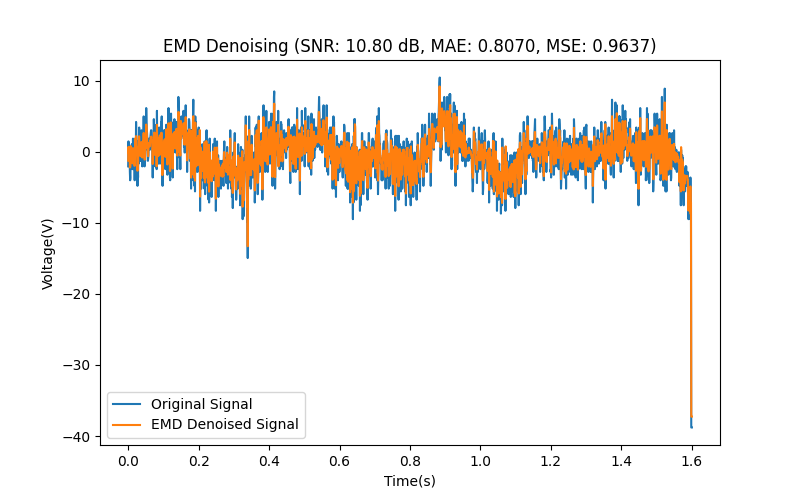 EMD Denoising (SNR: 10.80 dB, MAE: 0.8070, MSE: 0.9637)
10
0
−10
−20
−30
−40
Voltage(V)
Original Signal
EMD Denoised Signal
0.0 0.2 0.4 0.6 0.8 1.0 1.2 1.4 1.6
Time(s)